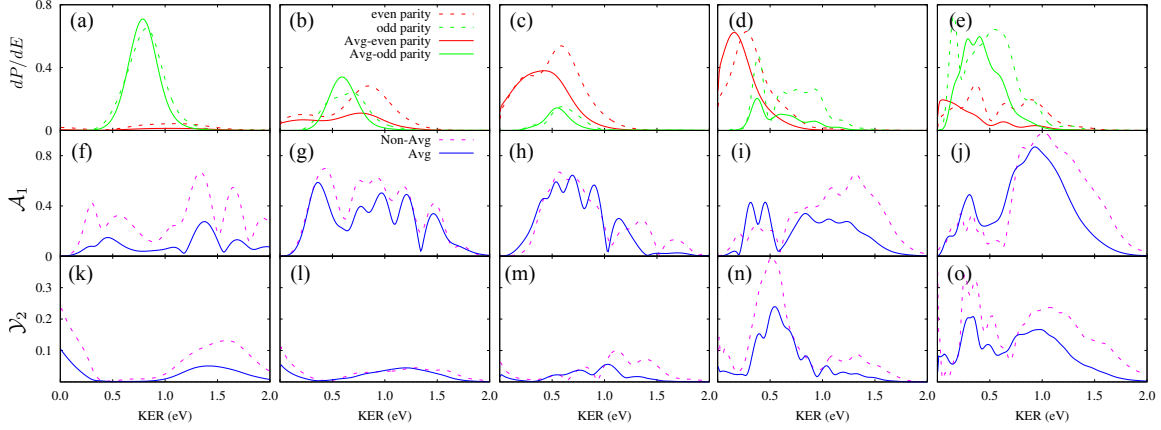 (a) (b) (c) (d) (e)
even parity
odd parity
Avg-even parity
Avg-odd parity
dP/dE
0.8
0.4
0
(f) (g) (h) (i) (j)
Non-Avg
Avg
A₁
0.8
0.4
0
(k) (l) (m) (n) (o)
Y₂
0.3
0.2
0.1
0.0 0.5 1.0 1.5 2.0 0.5 1.0 1.5 2.0 0.5 1.0 1.5 2.0 0.5 1.0 1.5 2.0 0.5 1.0 1.5 2.0
KER (eV) KER (eV) KER (eV) KER (eV) KER (eV)